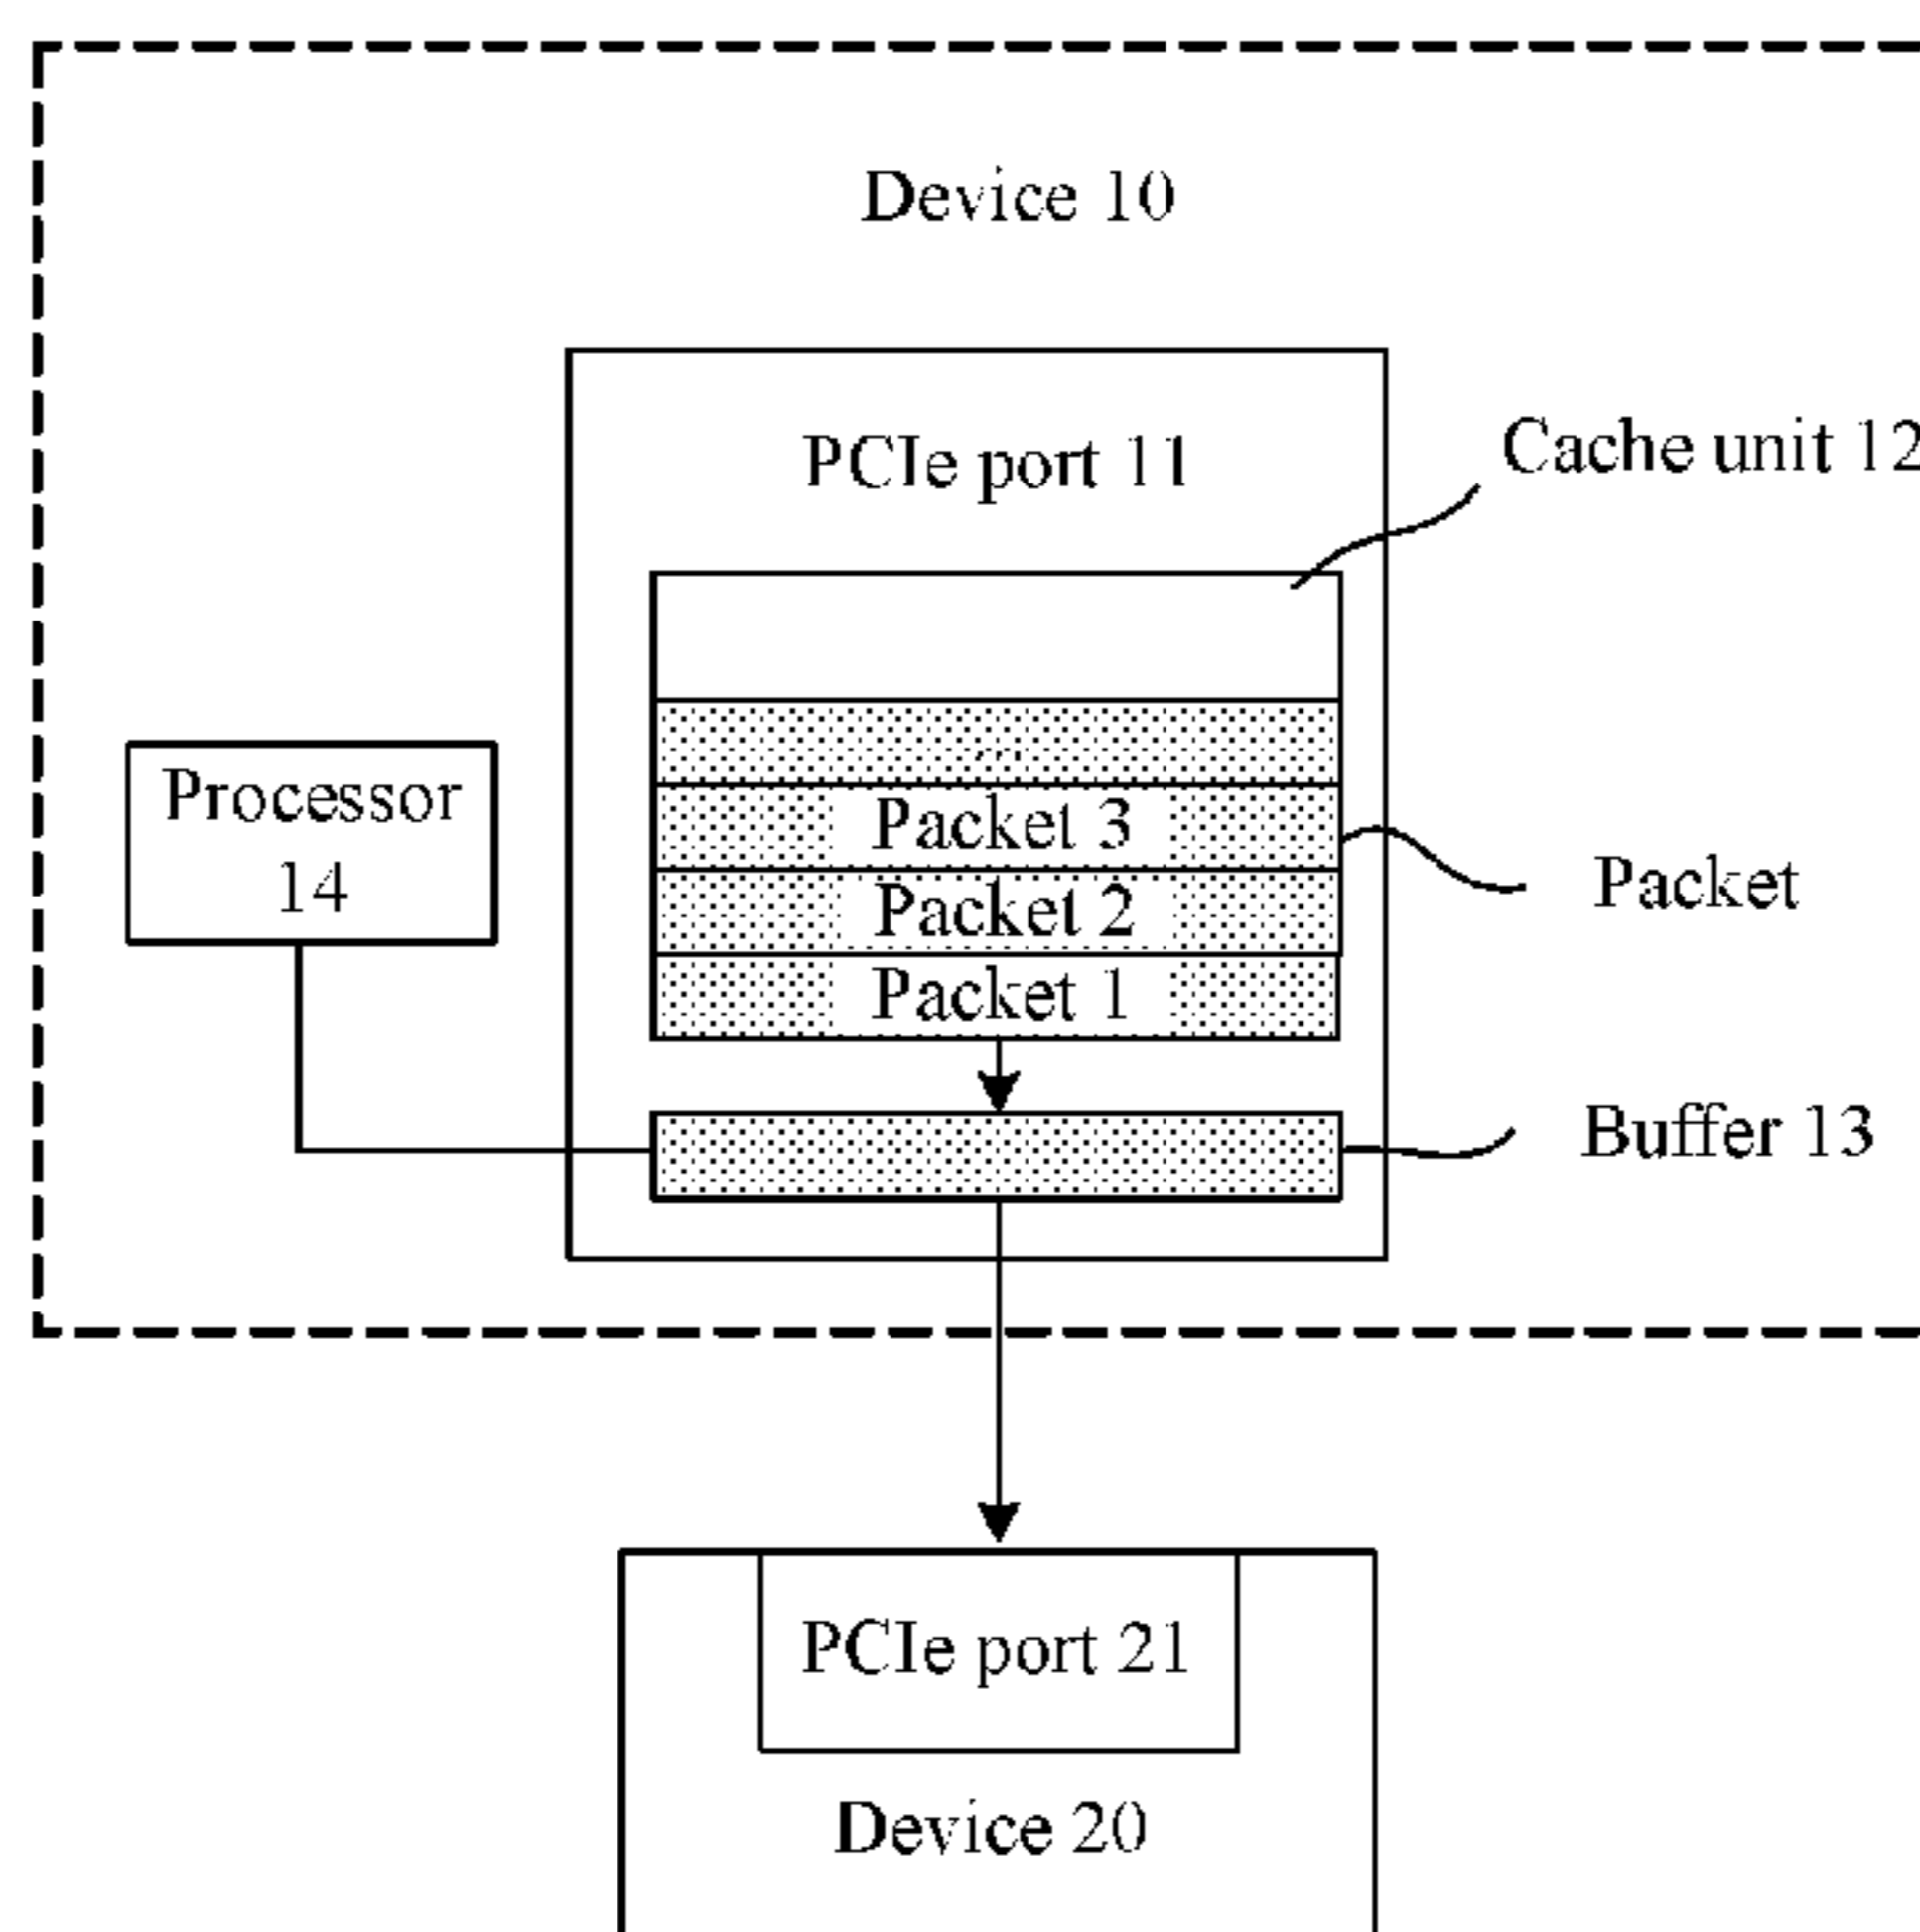 Device 10
PCIe port 11
Cache unit 12
...
Processor
14
Packet 3
Packet 2
Packet 1
Packet
Buffer 13
PCIe port 21
Device 20